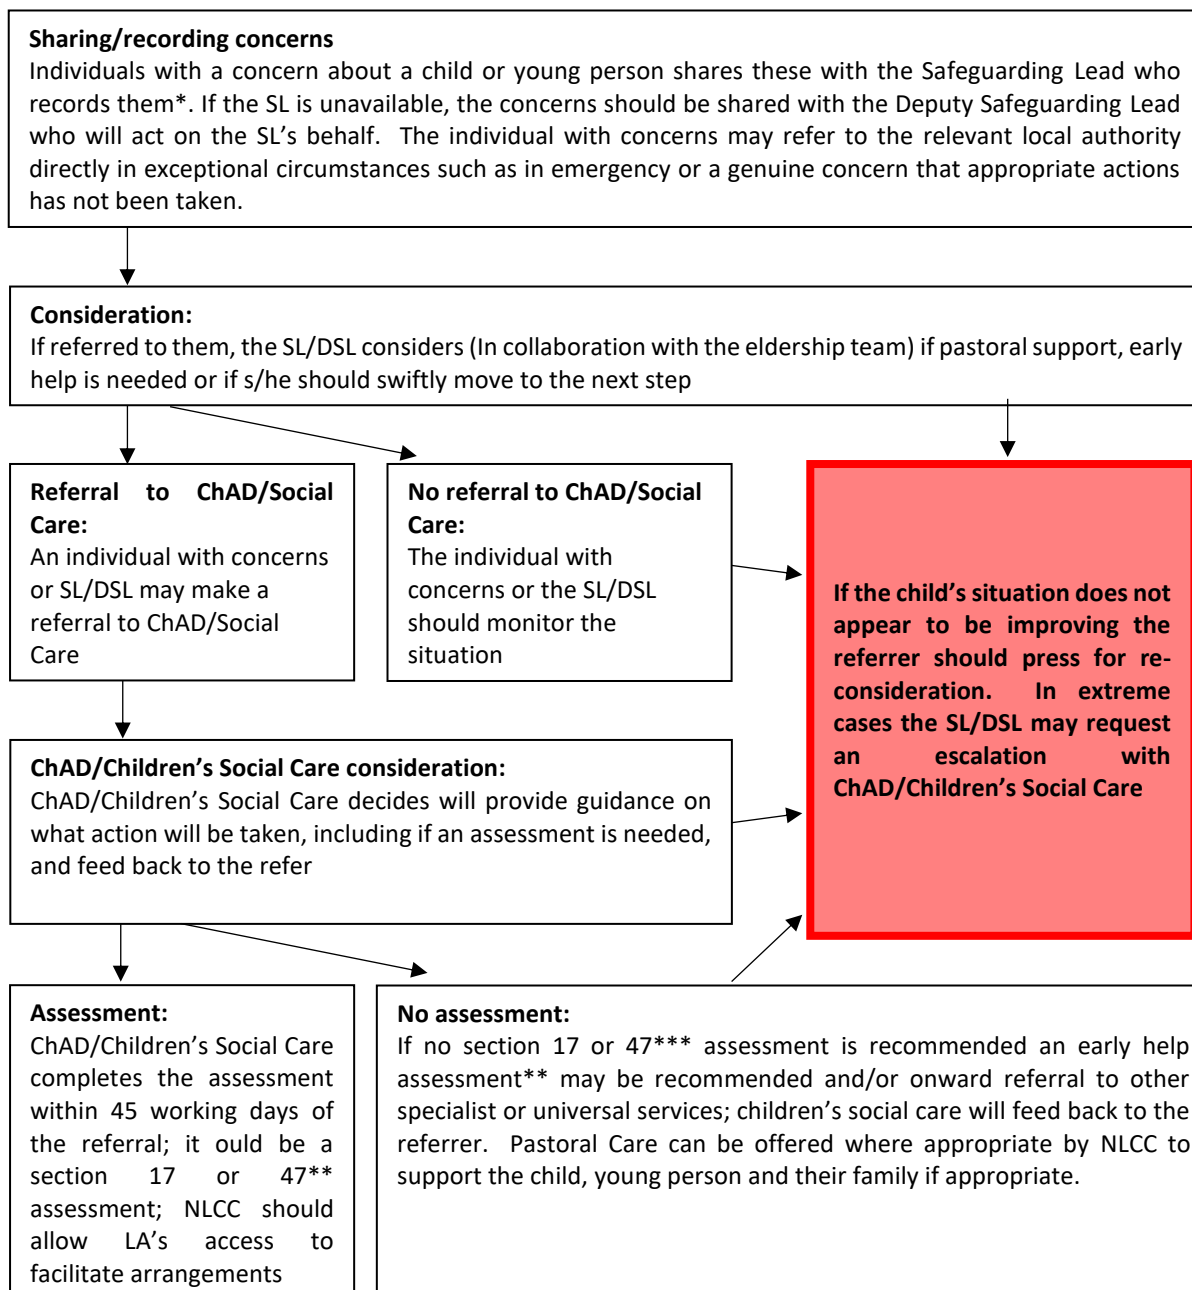 Sharing/recording concerns
Individuals with a concern about a child or young person shares these with the Safeguarding Lead who
records them*. If the SL is unavailable, the concerns should be shared with the Deputy Safeguarding Lead
who will act on the SL's behalf. The individual with concerns may refer to the relevant local authority
directly in exceptional circumstances such as in emergency or a genuine concern that appropriate actions
has not been taken.
Consideration:
If referred to them, the SL/DSL considers (In collaboration with the eldership team) if pastoral support, early
help is needed or if s/he should swiftly move to the next step
Referral to ChAD/Social
Care:
An individual with concerns
or SL/DSL may make a
referral to ChAD/Social
Care
No referral to ChAD/Social
Care:
The individual with
concerns or the SL/DSL
should monitor the
situation
If the child's situation does not
appear to be improving the
referrer should press for re-
consideration. In extreme
cases the SL/DSL may request
an escalation with
ChAD/Children's Social Care
ChAD/Children's Social Care consideration:
ChAD/Children's Social Care decides will provide guidance on
what action will be taken, including if an assessment is needed,
and feed back to the refer
Assessment:
ChAD/Children's Social Care
completes the assessment
within 45 working days of
the referral; it ould be a
section 17 or 47**
assessment; NLCC should
allow LA's access to
facilitate arrangements
No assessment:
If no section 17 or 47*** assessment is recommended an early help
assessment** may be recommended and/or onward referral to other
specialist or universal services; children's social care will feed back to the
referrer. Pastoral Care can be offered where appropriate by NLCC to
support the child, young person and their family if appropriate.